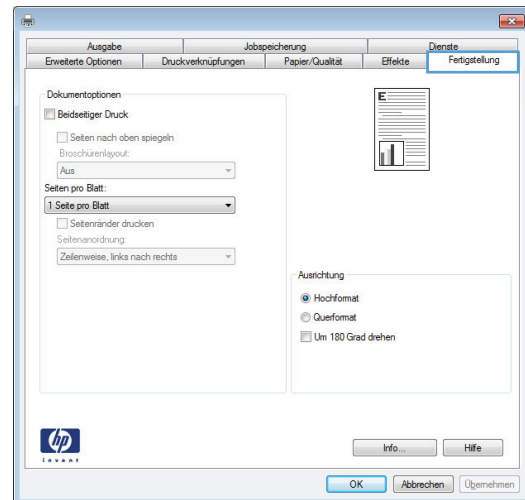 Ausgabe
Jobspeicherung
Dienste
Erweiterte Optionen
Druckverknüpfungen
Papier/Qualität
Effekte
Fertigstellung
Dokumentoptionen
Beidseitiger Druck
Seiten nach oben spiegeln
Broschürenlayout:
Aus
Seiten pro Blatt:
1 Seite pro Blatt
Seitenränder drucken
Seitenanordnung:
Zeilenweise, links nach rechts
E
Ausrichtung
Hochformat
Querformat
Um 180 Grad drehen
hp
invent
Info...
Hilfe
OK
Abbrechen
Übernehmen